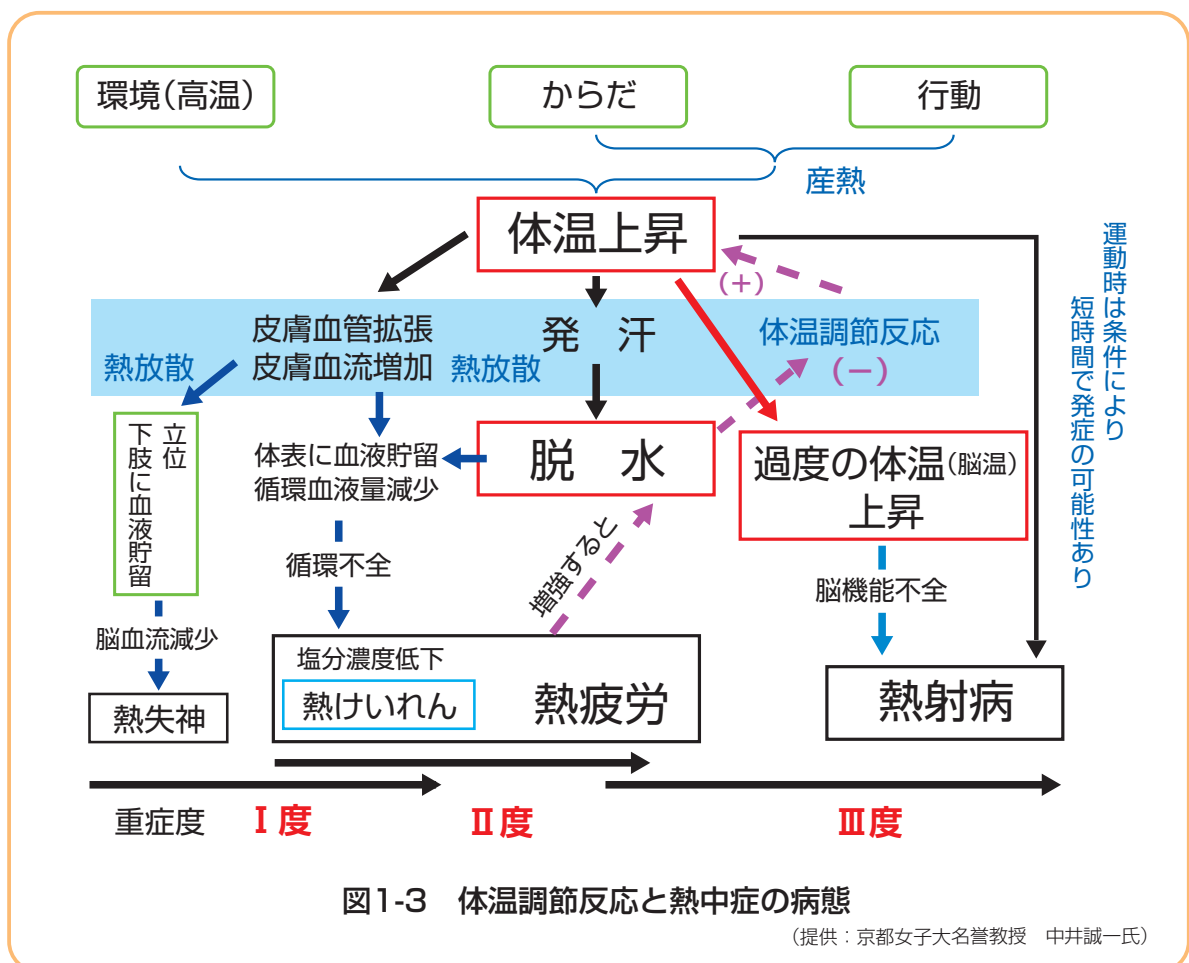 環境(高温)
からだ
行動
産熱
体温上昇
(+)
運動時は条件により
短時間で発症の可能性あり
皮膚血管拡張
皮膚血流増加
熱放散
熱放散
発 汗
体温調節反応
(−)
立位
下肢に血液貯留
体表に血液貯留
循環血液量減少
脱 水
過度の体温(脳温)
上昇
循環不全
増強すると
脳機能不全
脳血流減少
塩分濃度低下
熱けいれん
熱疲労
熱失神
熱射病
重症度
Ⅰ度
Ⅱ度
Ⅲ度
図1-3 体温調節反応と熱中症の病態
(提供:京都女子大名誉教授 中井誠一氏)